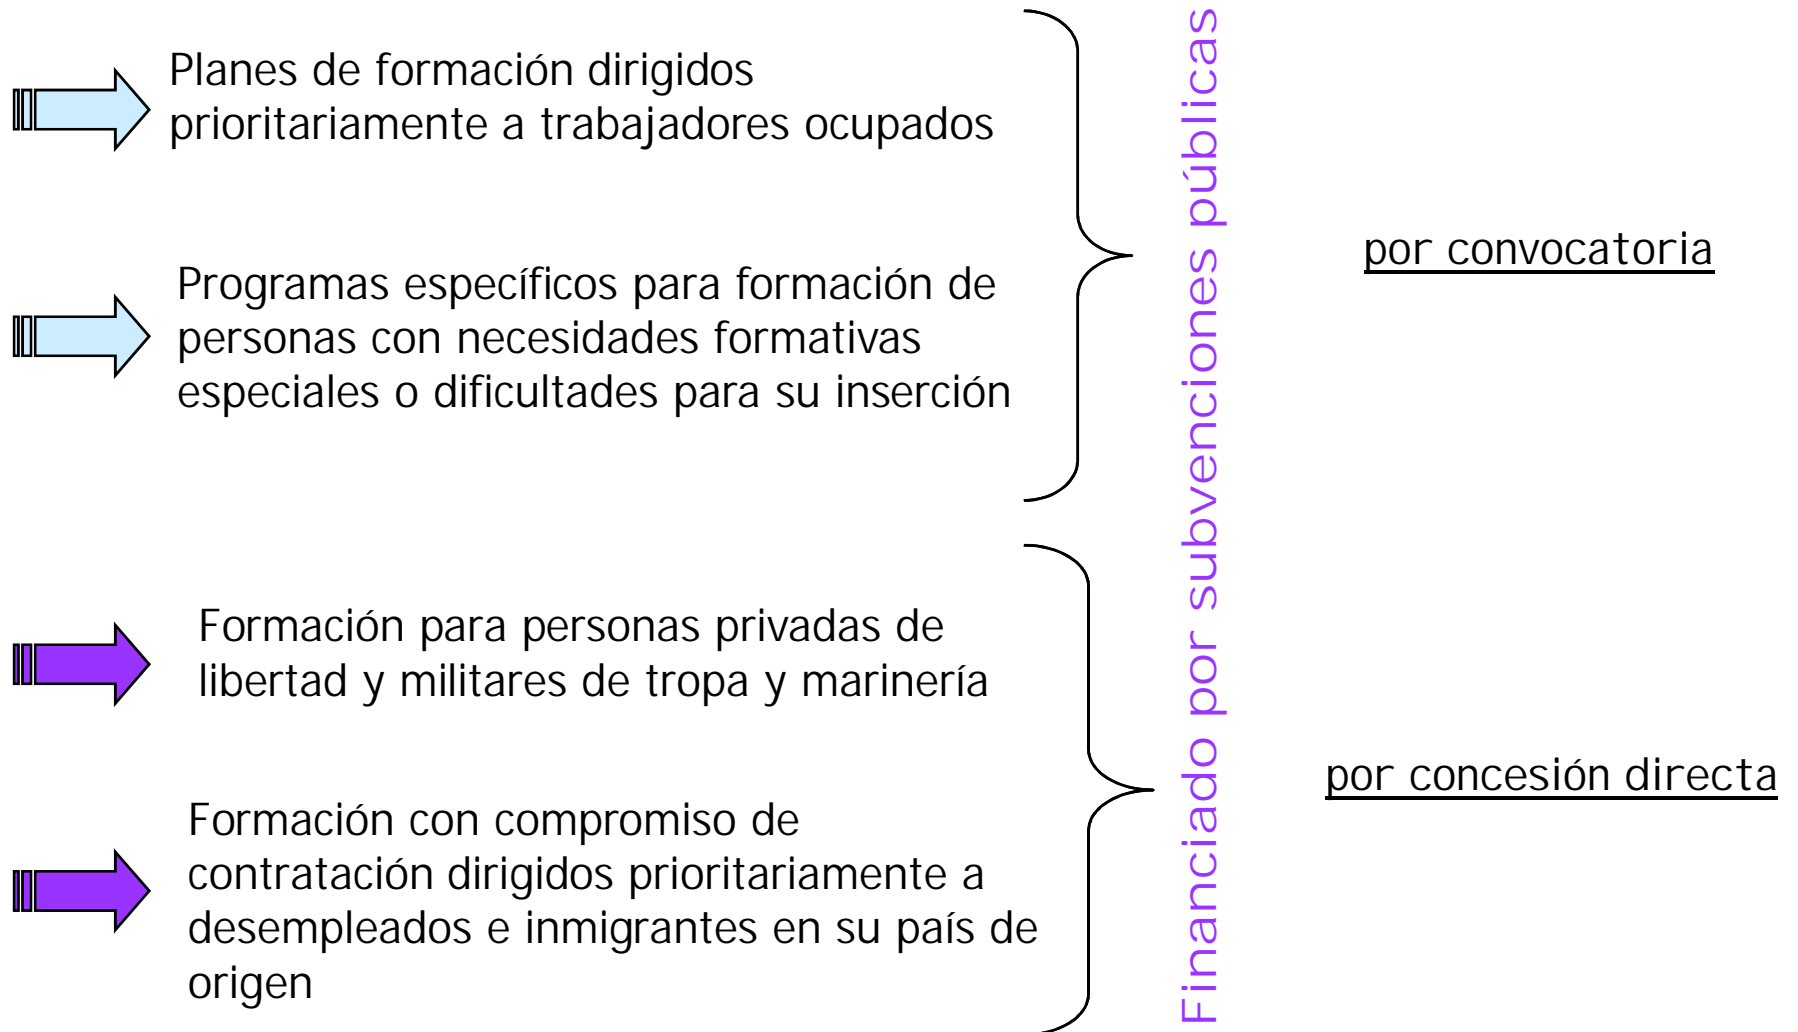 Planes de formación dirigidos
prioritariamente a trabajadores ocupados
Programas específicos para formación de
personas con necesidades formativas
especiales o dificultades para su inserción
por convocatoria
Financiado por subvenciones públicas
Formación para personas privadas de
libertad y militares de tropa y marinería
Formación con compromiso de
contratación dirigidos prioritariamente a
desempleados e inmigrantes en su país de
origen
por concesión directa